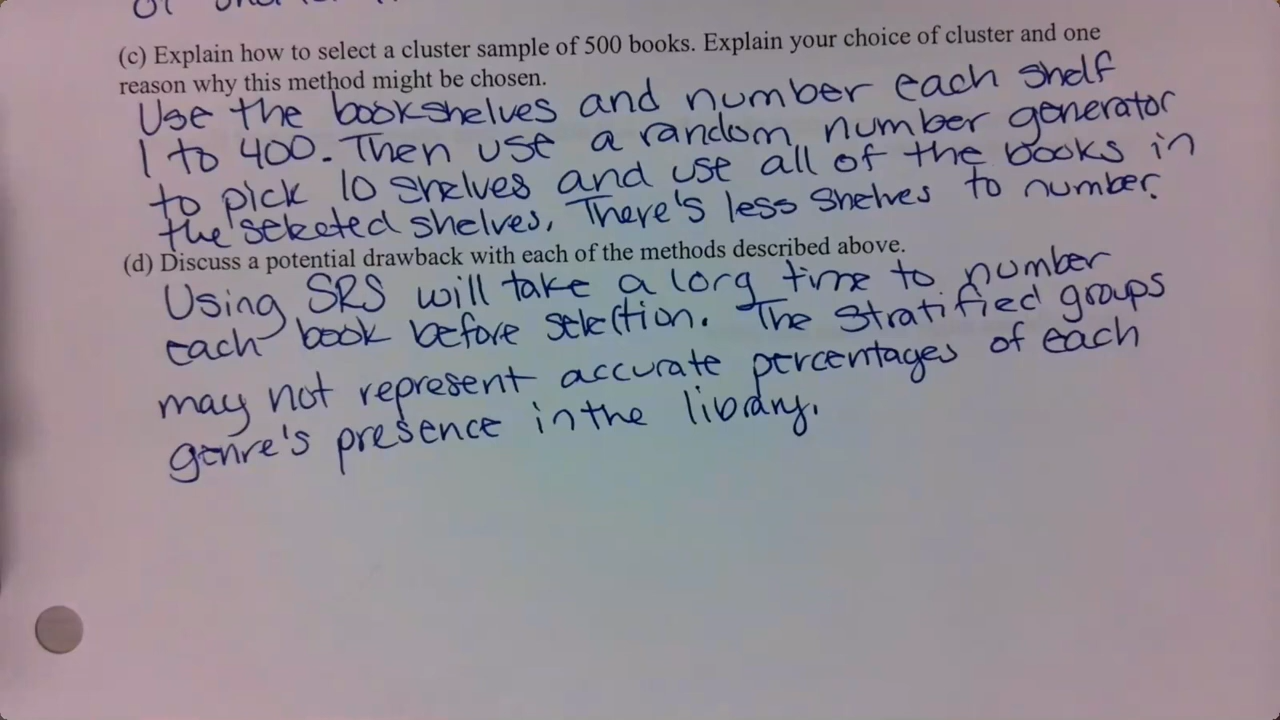 (c) Explain how to select a cluster sample of 500 books. Explain your choice of cluster and one
reason why this method might be chosen.
Use the bookshelves and number each shelf
1 to 400. Then use a random number generator
to pick 10 shelves and use all of the books in
the selected shelves. There's less shelves to number.
(d) Discuss a potential drawback with each of the methods described above.
Using SRS will take a long time to number
each book before selection. The stratified groups
may not represent accurate percentages of each
genre's presence in the library.